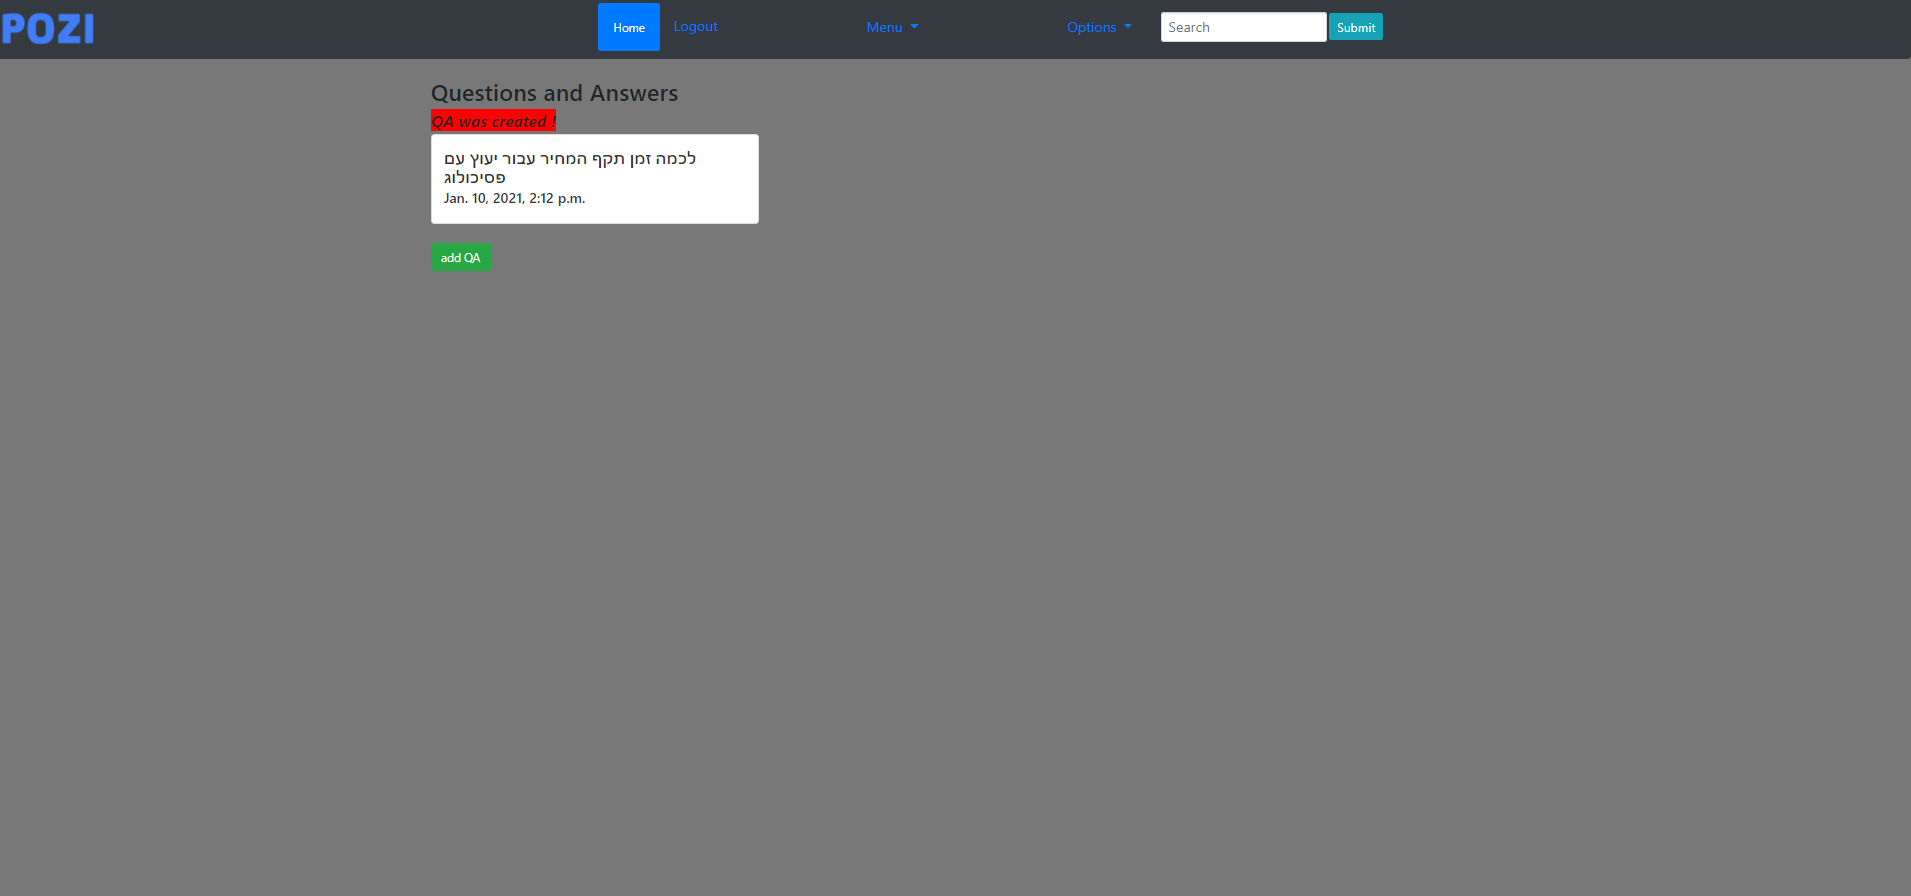 POZI
Home
Logout
Menu
Options
Search
Submit
Questions and Answers
QA was created !
לכמה זמן תקף המחיר עבור יעוץ עם
פסיכולוג
Jan. 10, 2021, 2:12 p.m.
add QA